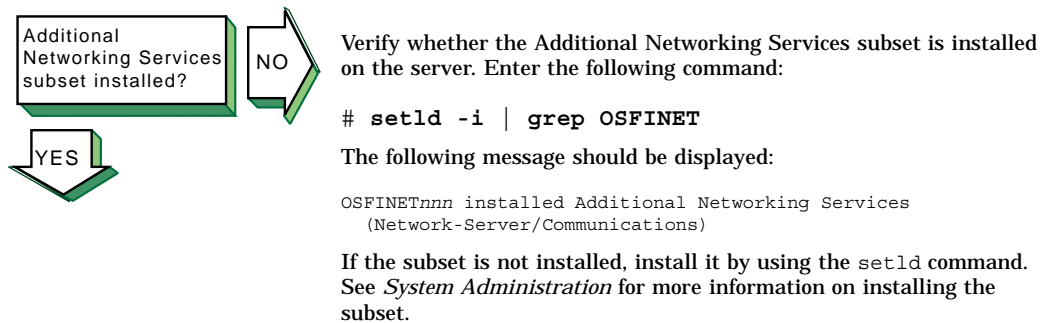 Additional
Networking Services
subset installed?
NO
YES
Verify whether the Additional Networking Services subset is installed
on the server. Enter the following command:
# setld -i | grep OSFINET
The following message should be displayed:
OSFINETnnn installed Additional Networking Services
(Network-Server/Communications)
If the subset is not installed, install it by using the setld command.
See System Administration for more information on installing the
subset.